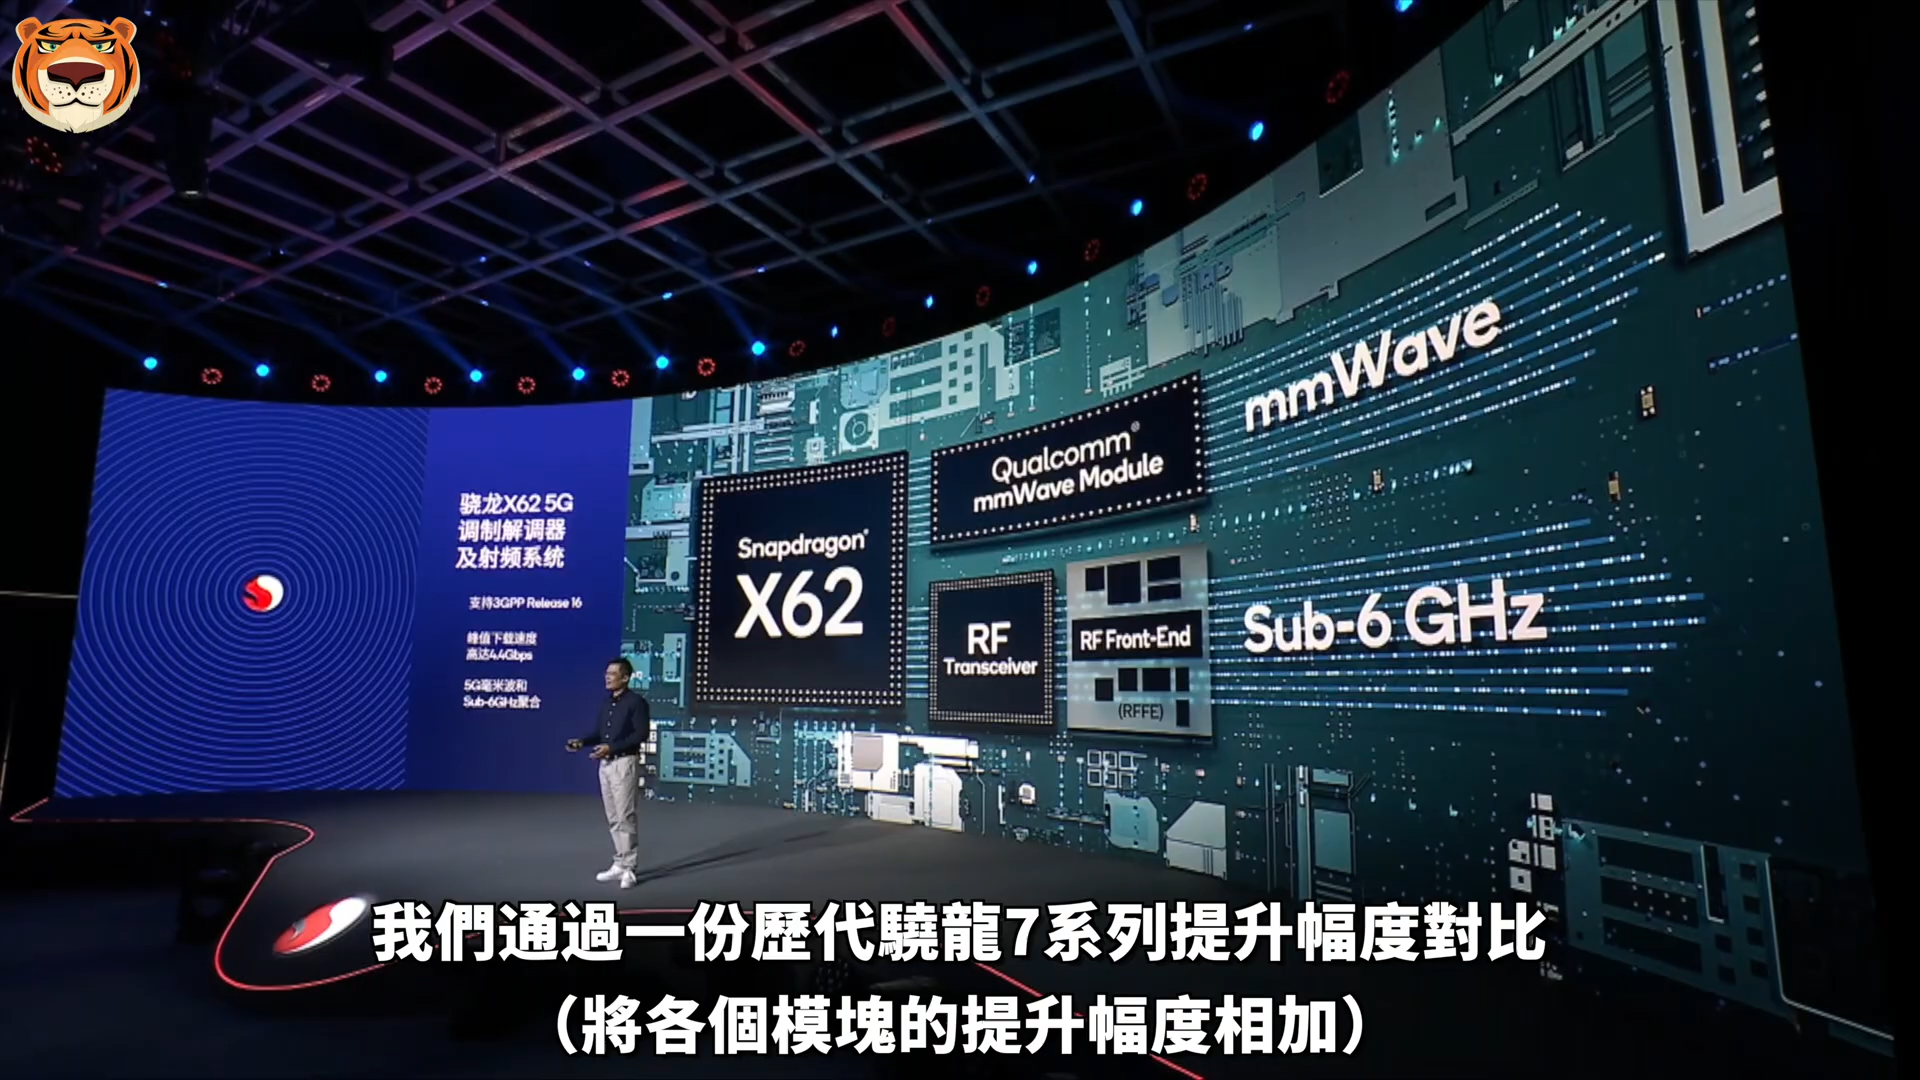 骁龙X62 5G
调制解调器
及射频系统
支持3GPP Release 16
峰值下载速度
高达4.4Gbps
5G毫米波和
Sub-6GHz聚合
Snapdragon®
X62
Qualcomm®
mmWave Module
RF
Transceiver
RF Front-End
(RFFE)
mmWave
Sub-6 GHz
我們通過一份歷代驍龍7系列提升幅度對比
（將各個模塊的提升幅度相加）